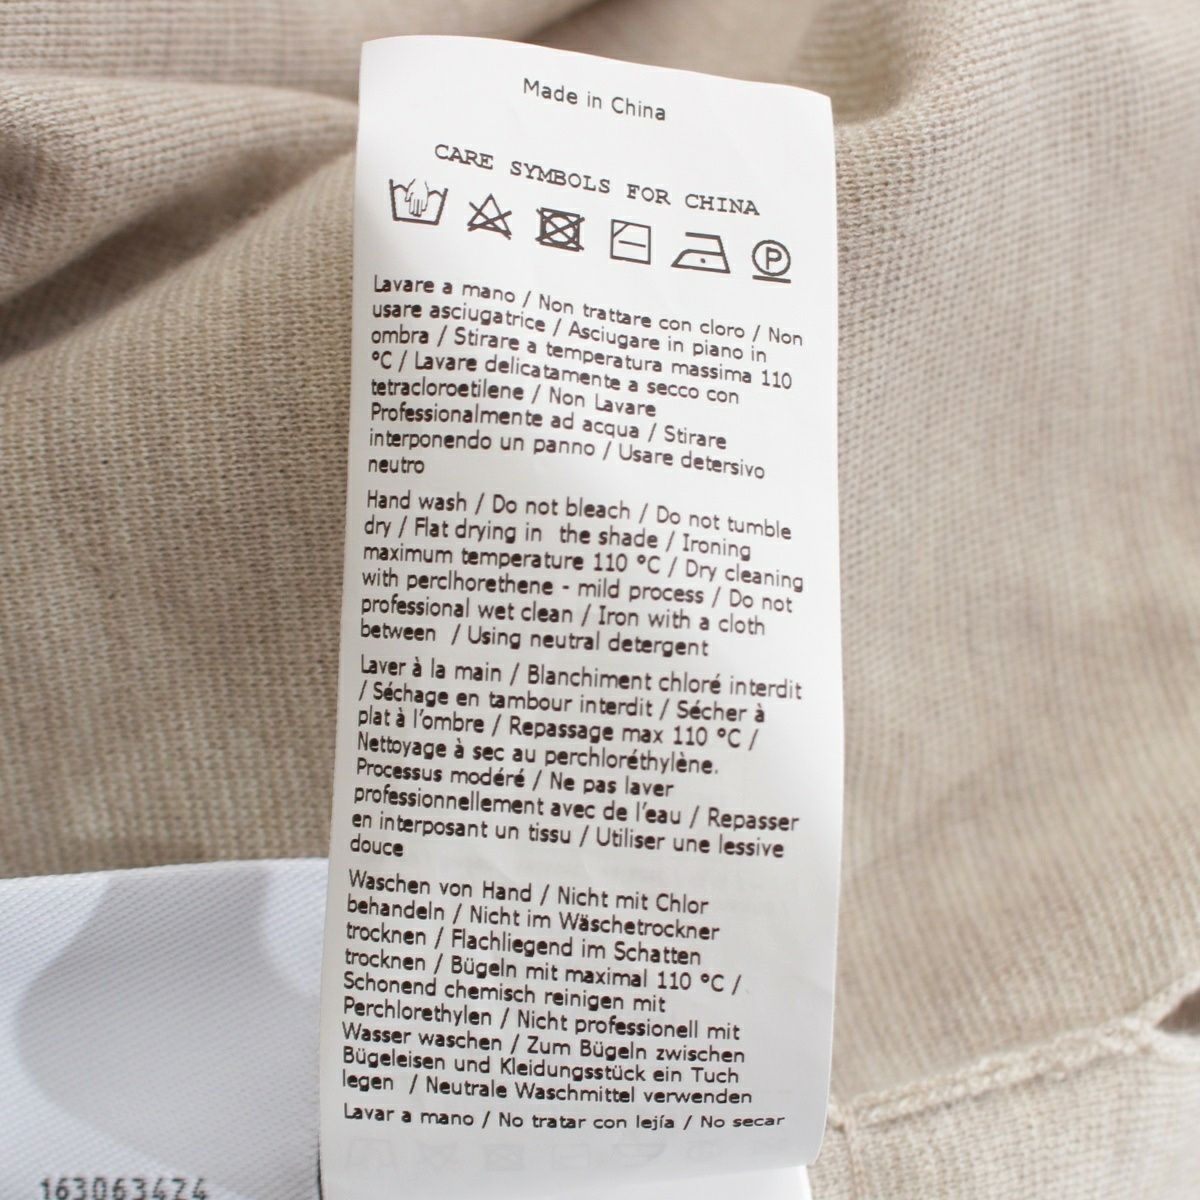 Made in China
CARE SYMBOLS FOR CHINA
P
Lavare a mano / Non trattare con cloro / Non
usare asciugatrice / Asciugare in piano in
ombra / Stirare a temperatura massima 110
°C / Lavare delicatamente a secco con
tetracloroetilene / Non Lavare
Professionalmente ad acqua / Stirare
interponendo un panno / Usare detersivo
neutro
Hand wash / Do not bleach / Do not tumble
dry / Flat drying in the shade / Ironing
maximum temperature 110 °C / Dry cleaning
with perclhorethene - mild process / Do not
professional wet clean / Iron with a cloth
between / Using neutral detergent
Laver à la main / Blanchiment chloré interdit
/ Séchage en tambour interdit / Sécher à
plat à l'ombre / Repassage max 110 °C /
Nettoyage à sec au perchloréthylène.
Processus modéré / Ne pas laver
professionnellement avec de l'eau / Repasser
en interposant un tissu / Utiliser une lessive
douce
Waschen von Hand / Nicht mit Chlor
behandeln / Nicht im Wäschetrockner
trocknen / Flachliegend im Schatten
trocknen / Bügeln mit maximal 110 °C /
Schonend chemisch reinigen mit
Perchlorethylen / Nicht professionell mit
Wasser waschen / Zum Bügeln zwischen
Bügeleisen und Kleidungsstück ein Tuch
legen / Neutrale Waschmittel verwenden
Lavar a mano / No tratar con lejía / No secar
163063424